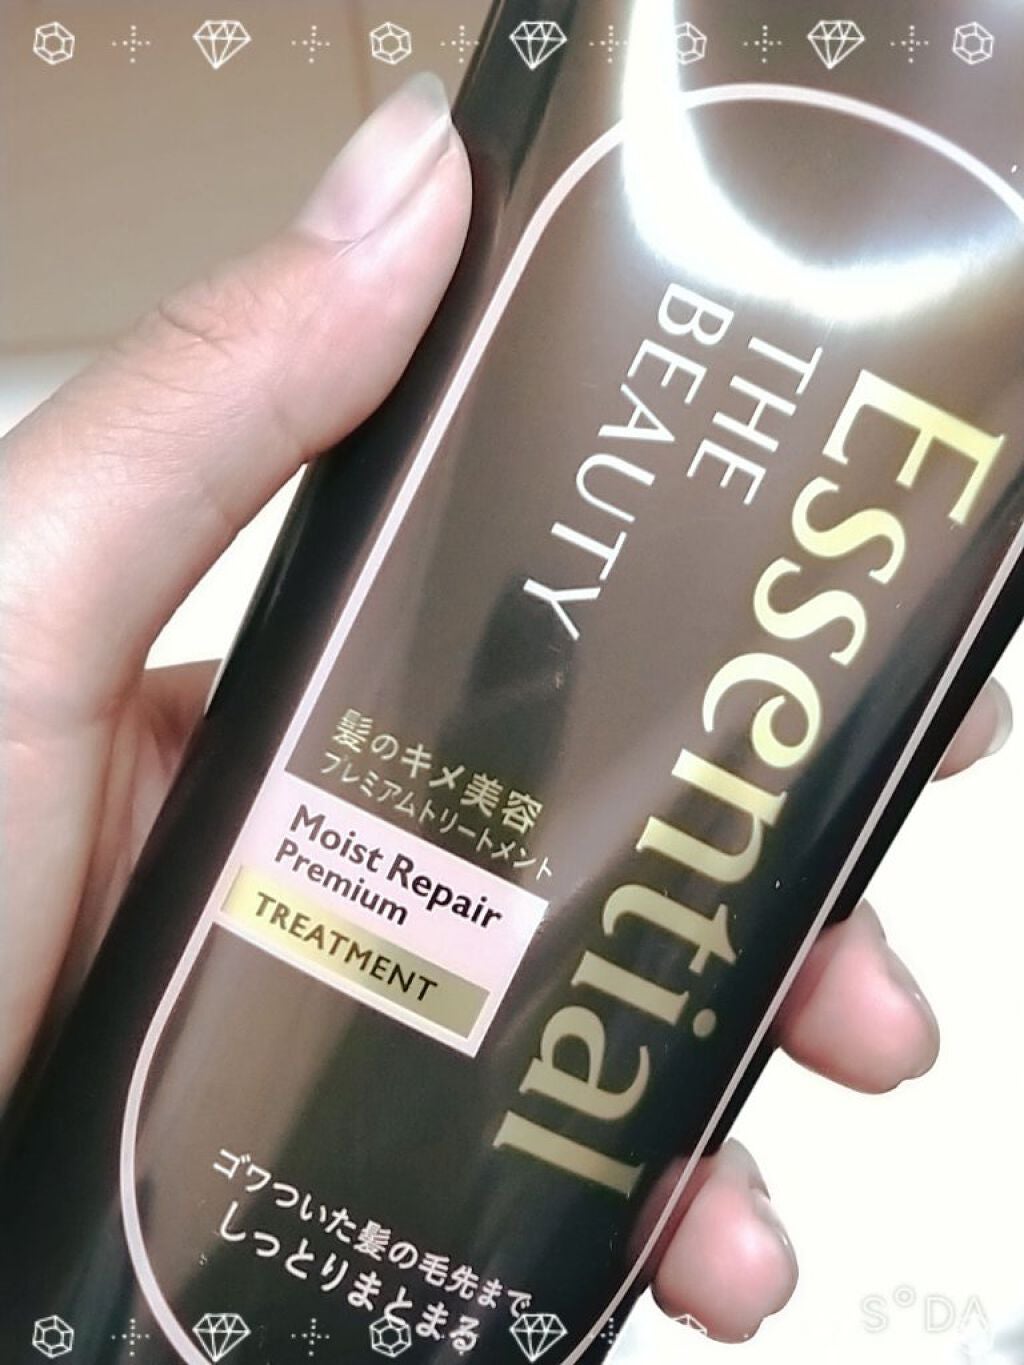 Essential
THE
BEAUTY
髪のキメ美容
プレミアムトリートメント
Moist Repair
Premium
TREATMENT
ゴワついた髪の毛先まで
しっとりまとまる
S°DA